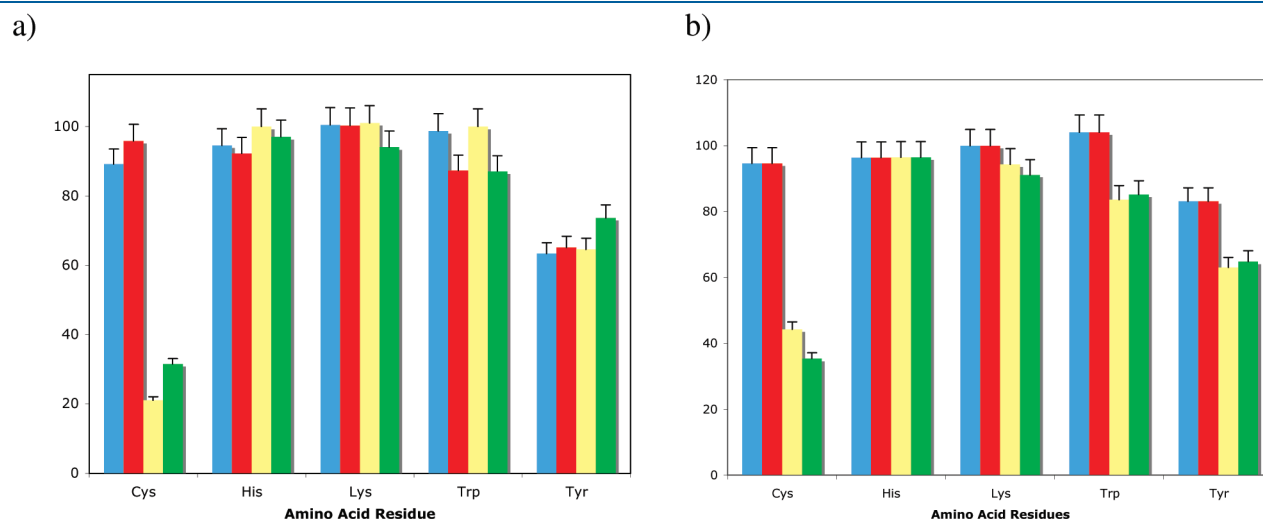 a)
100
80
60
40
20
0
Cys His Lys Trp Tyr
Amino Acid Residue
b)
120
100
80
60
40
20
0
Cys His Lys Trp Tyr
Amino Acid Residues